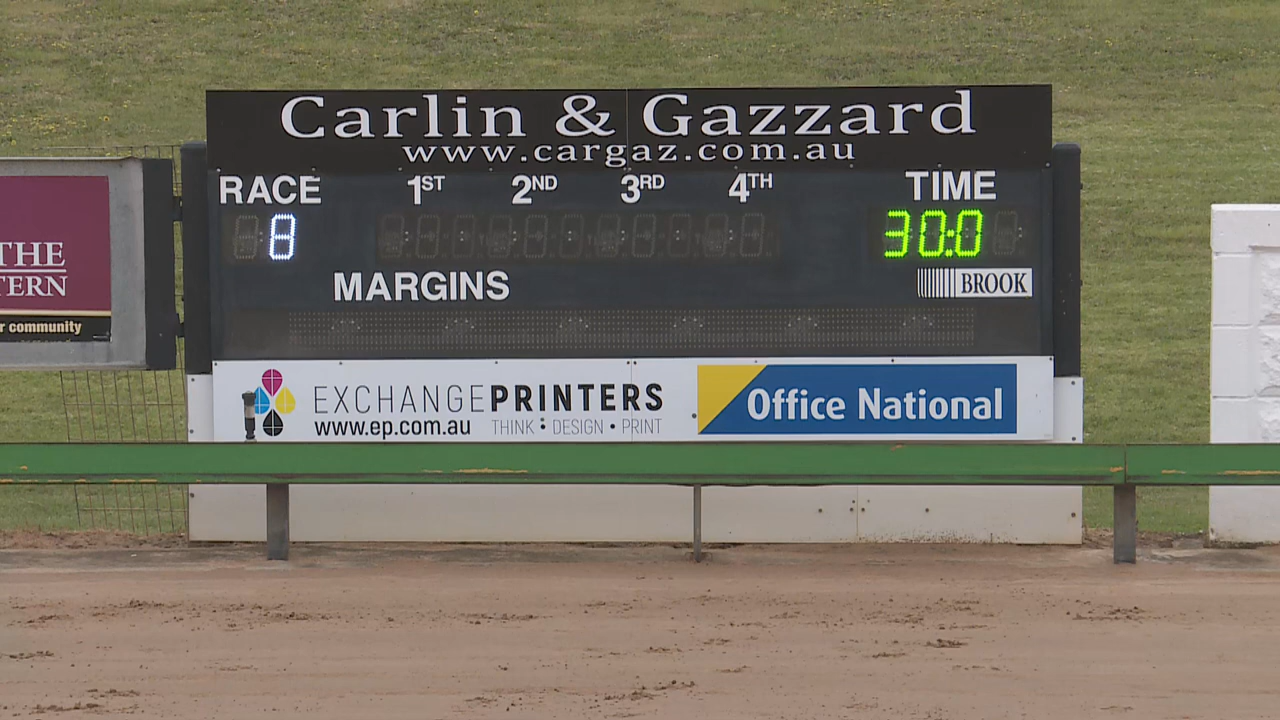 Carlin & Gazzard
www.cargaz.com.au
RACE 1ST 2ND 3RD 4TH TIME
8 30:0
MARGINS
BROOK
THE
TERN
r community
EXCHANGEPRINTERS
www.ep.com.au THINK • DESIGN • PRINT
Office National